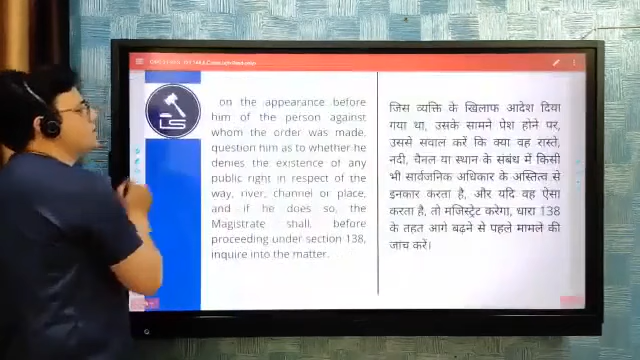 LS
on the appearance before
him of the person against
whom the order was made,
question him as to whether he
denies the existence of any
public right in respect of the
way, river, channel or place,
and if he does so, the
Magistrate shall, before
proceeding under section 138,
inquire into the matter.
जिस व्यक्ति के खिलाफ आदेश दिया
गया था, उसके सामने पेश होने पर,
उससे सवाल करें कि क्या वह रास्ते,
नदी, चैनल या स्थान के संबंध में किसी
भी सार्वजनिक अधिकार के अस्तित्व से
इनकार करता है, और यदि वह ऐसा
करता है, तो मजिस्ट्रेट करेगा, धारा 138
के तहत आगे बढ़ने से पहले मामले की
जांच करें।